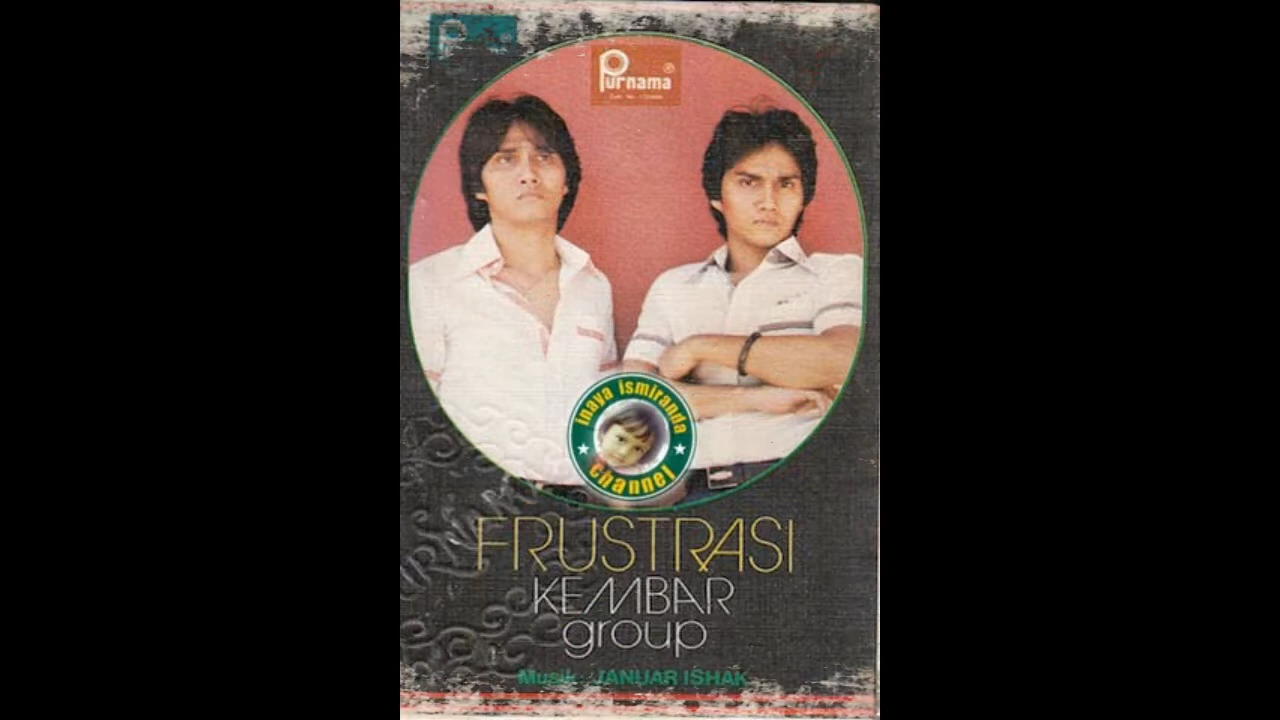 Purnama ®
inaya ismiranda
channel
FRUSTRASI
KEMBAR
group
Musik : JANUAR ISHAK